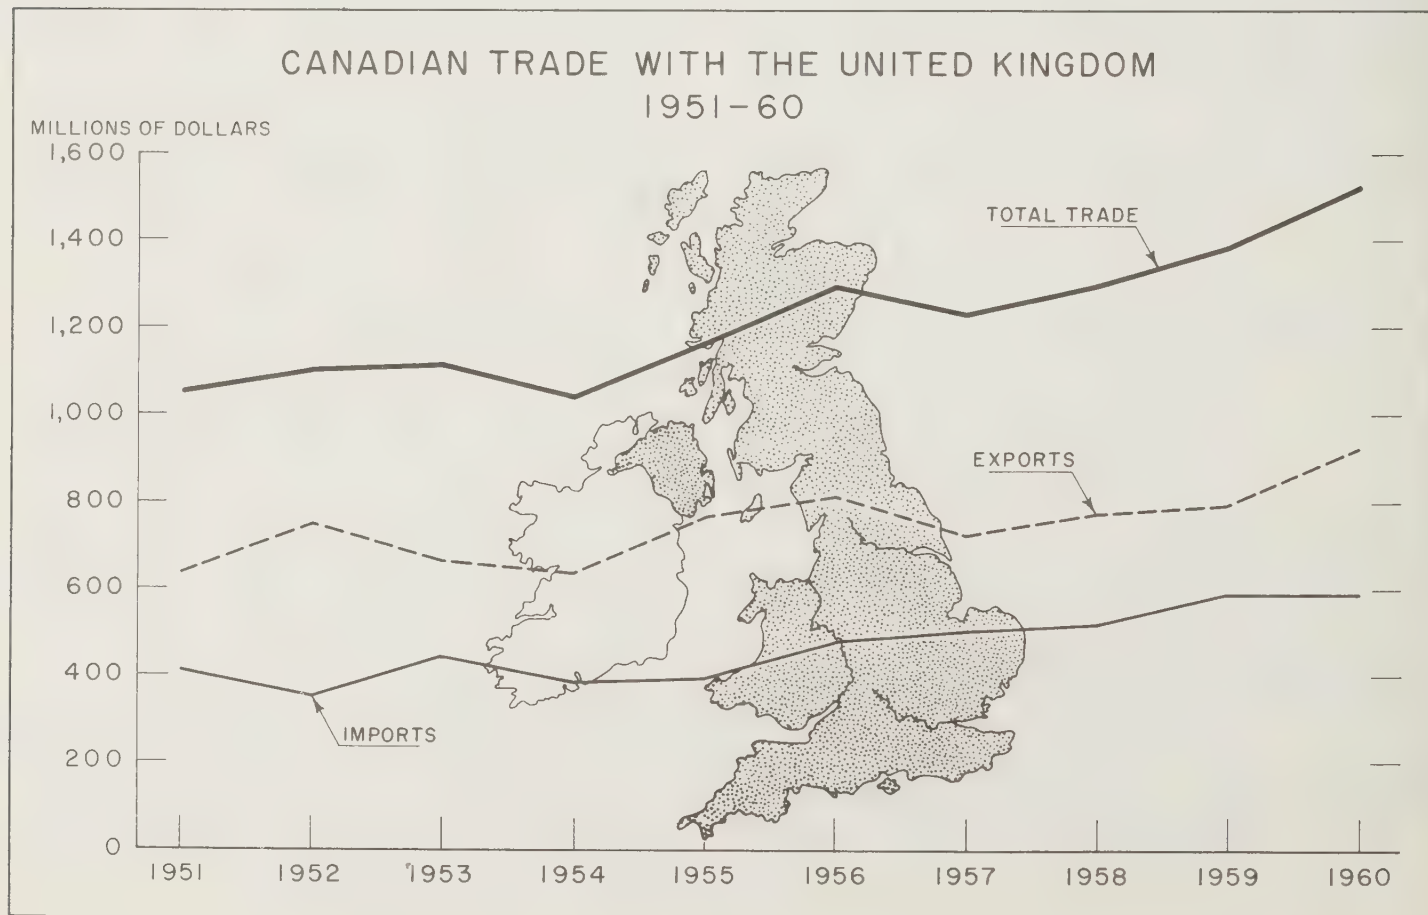 CANADIAN TRADE WITH THE UNITED KINGDOM
1951-60
MILLIONS OF DOLLARS
1,600
1,400
1,200
1,000
800
600
400
200
0
TOTAL TRADE
EXPORTS
IMPORTS
1951 1952 1953 1954 1955 1956 1957 1958 1959 1960